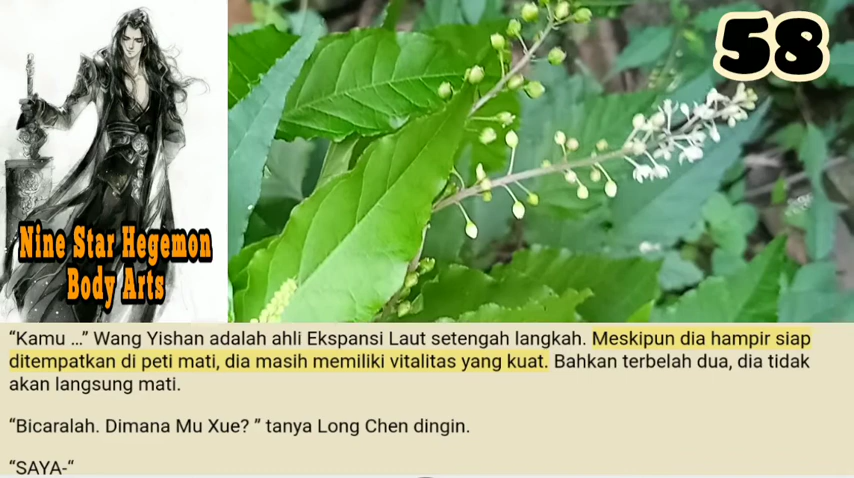 58
Nine Star Hegemon
Body Arts
“Kamu ...” Wang Yishan adalah ahli Ekspansi Laut setengah langkah. Meskipun dia hampir siap
ditempatkan di peti mati, dia masih memiliki vitalitas yang kuat. Bahkan terbelah dua, dia tidak
akan langsung mati.
“Bicaralah. Dimana Mu Xue? ” tanya Long Chen dingin.
“SAYA-“